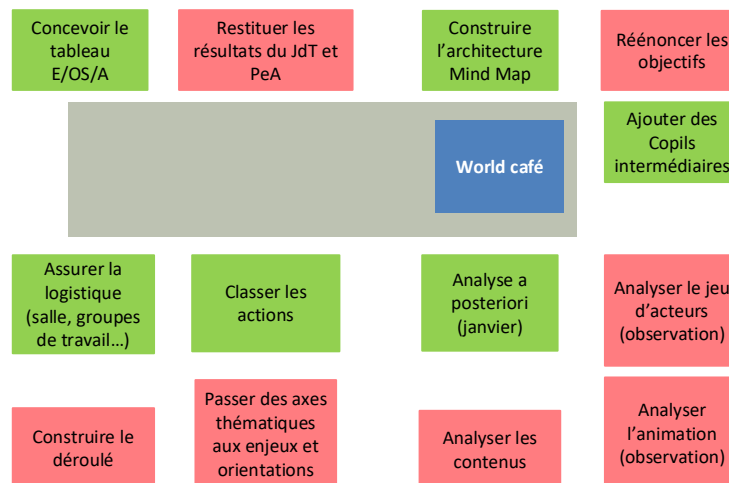 Concevoir le
tableau
E/OS/A
Restituer les
résultats du JdT et
PeA
Construire
l'architecture
Mind Map
Réénoncer les
objectifs
World café
Ajouter des
Copils
intermédiaires
Assurer la
logistique
(salle, groupes
de travail…)
Classer les
actions
Analyse a
posteriori
(janvier)
Analyser le jeu
d'acteurs
(observation)
Construire le
déroulé
Passer des axes
thématiques
aux enjeux et
orientations
Analyser les
contenus
Analyser
l'animation
(observation)